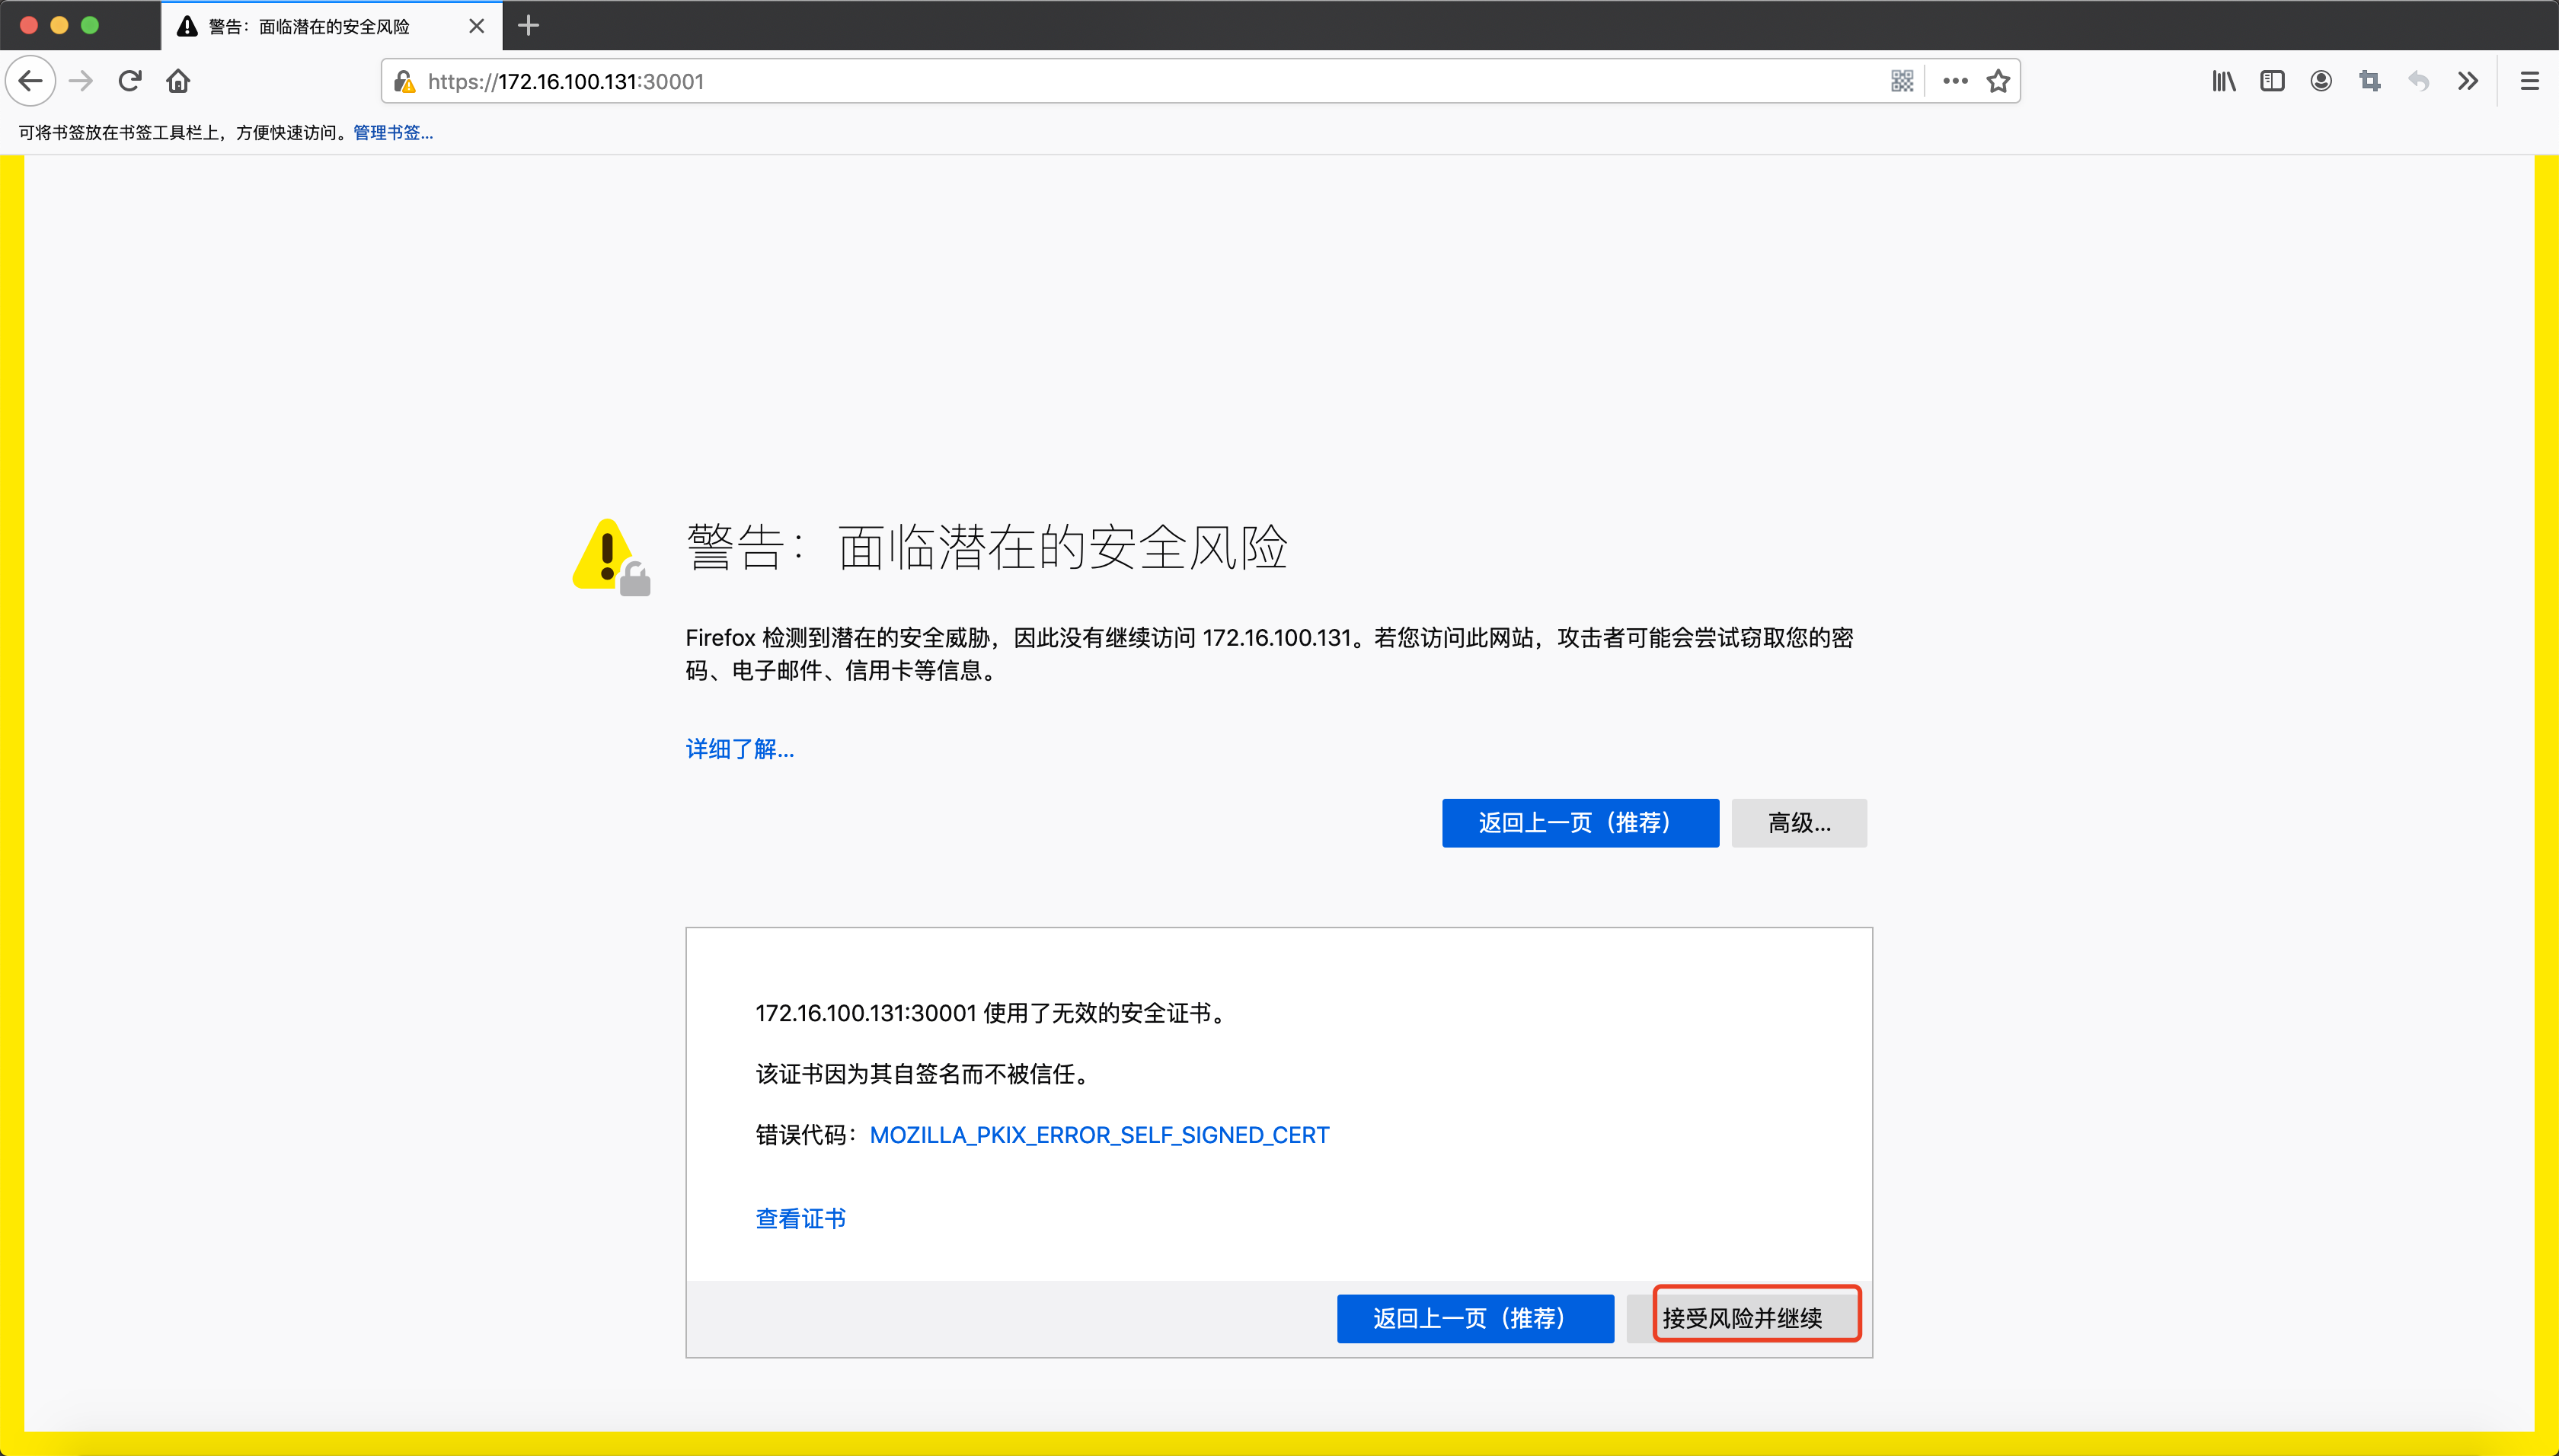 警告：面临潜在的安全风险
https://172.16.100.131:30001
可将书签放在书签工具栏上，方便快速访问。管理书签...
警告：面临潜在的安全风险
Firefox 检测到潜在的安全威胁，因此没有继续访问 172.16.100.131。若您访问此网站，攻击者可能会尝试窃取您的密
码、电子邮件、信用卡等信息。
详细了解...
返回上一页（推荐） 高级...
172.16.100.131:30001 使用了无效的安全证书。
该证书因为其自签名而不被信任。
错误代码：MOZILLA_PKIX_ERROR_SELF_SIGNED_CERT
查看证书
返回上一页（推荐） 接受风险并继续